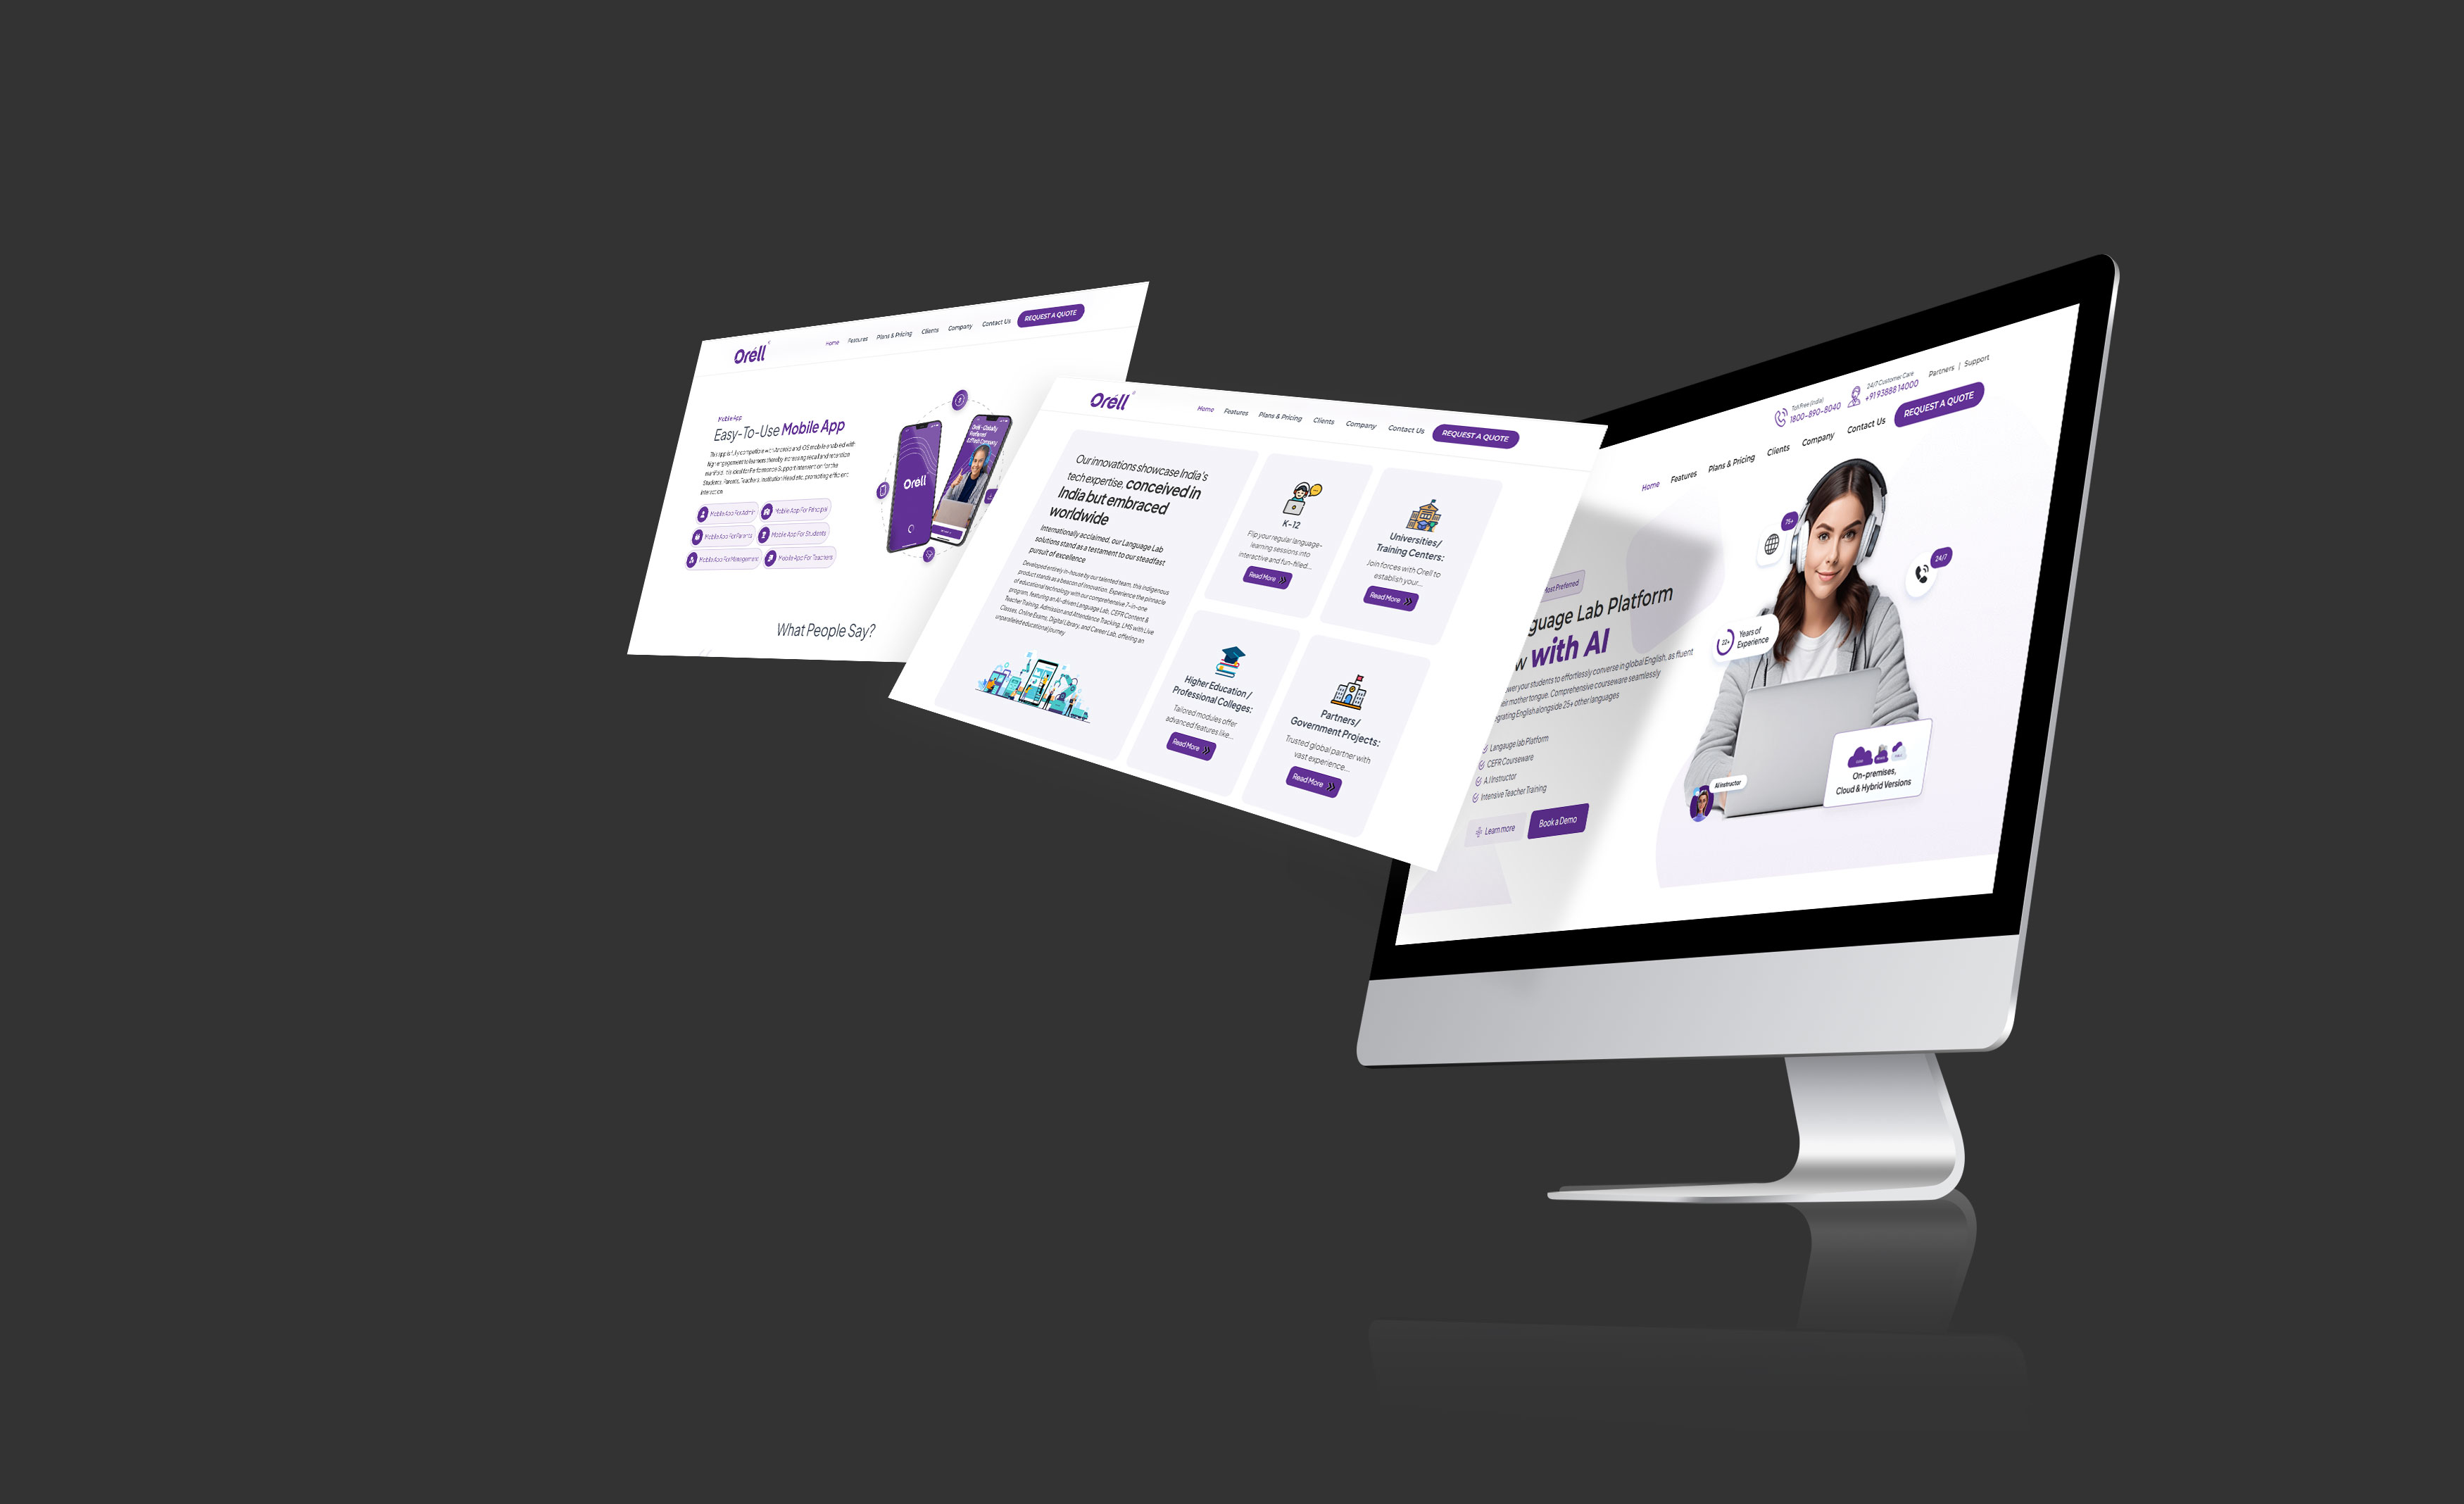 Orell
Home
Features
Plans & Pricing
Clients
Company
Contact Us
REQUEST A QUOTE
Mobile App
Easy-To-Use Mobile App
Mobile App For Admin
Mobile App For Principal
Mobile App For Parents
Mobile App For Students
Mobile App For Management
Mobile App For Teachers
Orell
Orell - Globally
Preferred
EdTech Company
What People Say?
Orell
Home
Features
Plans & Pricing
Clients
Company
Contact Us
REQUEST A QUOTE
Our innovations showcase India's
tech expertise, conceived in
India but embraced
worldwide
Internationally acclaimed, our Language Lab
solutions stand as a testament to our steadfast
pursuit of excellence
Developed entirely in-house by our talented team, this indigenous
product stands as a beacon of innovation. Experience the pinnacle
of educational technology with our comprehensive 7-in-one
program, featuring an AI-driven Language Lab, CEFR Content &
Teacher Training, Admission and Attendance Tracking, LMS with Live
Classes, Online Exams, Digital Library, and Career Lab, offering an
unparalleled educational journey
K-12
Flip your regular language-
learning sessions into
interactive and fun-filled...
Read More
Universities/
Training Centers:
Join forces with Orell to
establish your...
Read More
Higher Education /
Professional Colleges:
Tailored modules offer
advanced features like...
Read More
Partners/
Government Projects:
Trusted global partner with
vast experience...
Read More
Toll Free (India)
1800-890-8040
24/7 Customer Care
+91 9388814000
Partners | Support
Home
Features
Plans & Pricing
Clients
Company
Contact Us
REQUEST A QUOTE
Most Preferred
guage Lab Platform
w with AI
wer your students to effortlessly converse in global English, as fluent
eir mother tongue. Comprehensive courseware seamlessly
grating English alongside 25+ other languages
Langauge lab Platform
CEFR Courseware
A.I Instructor
Intensive Teacher Training
Learn more
Book a Demo
75+
24/7
22+
Years of
Experience
AI Instructor
On-premises,
Cloud & Hybrid Versions